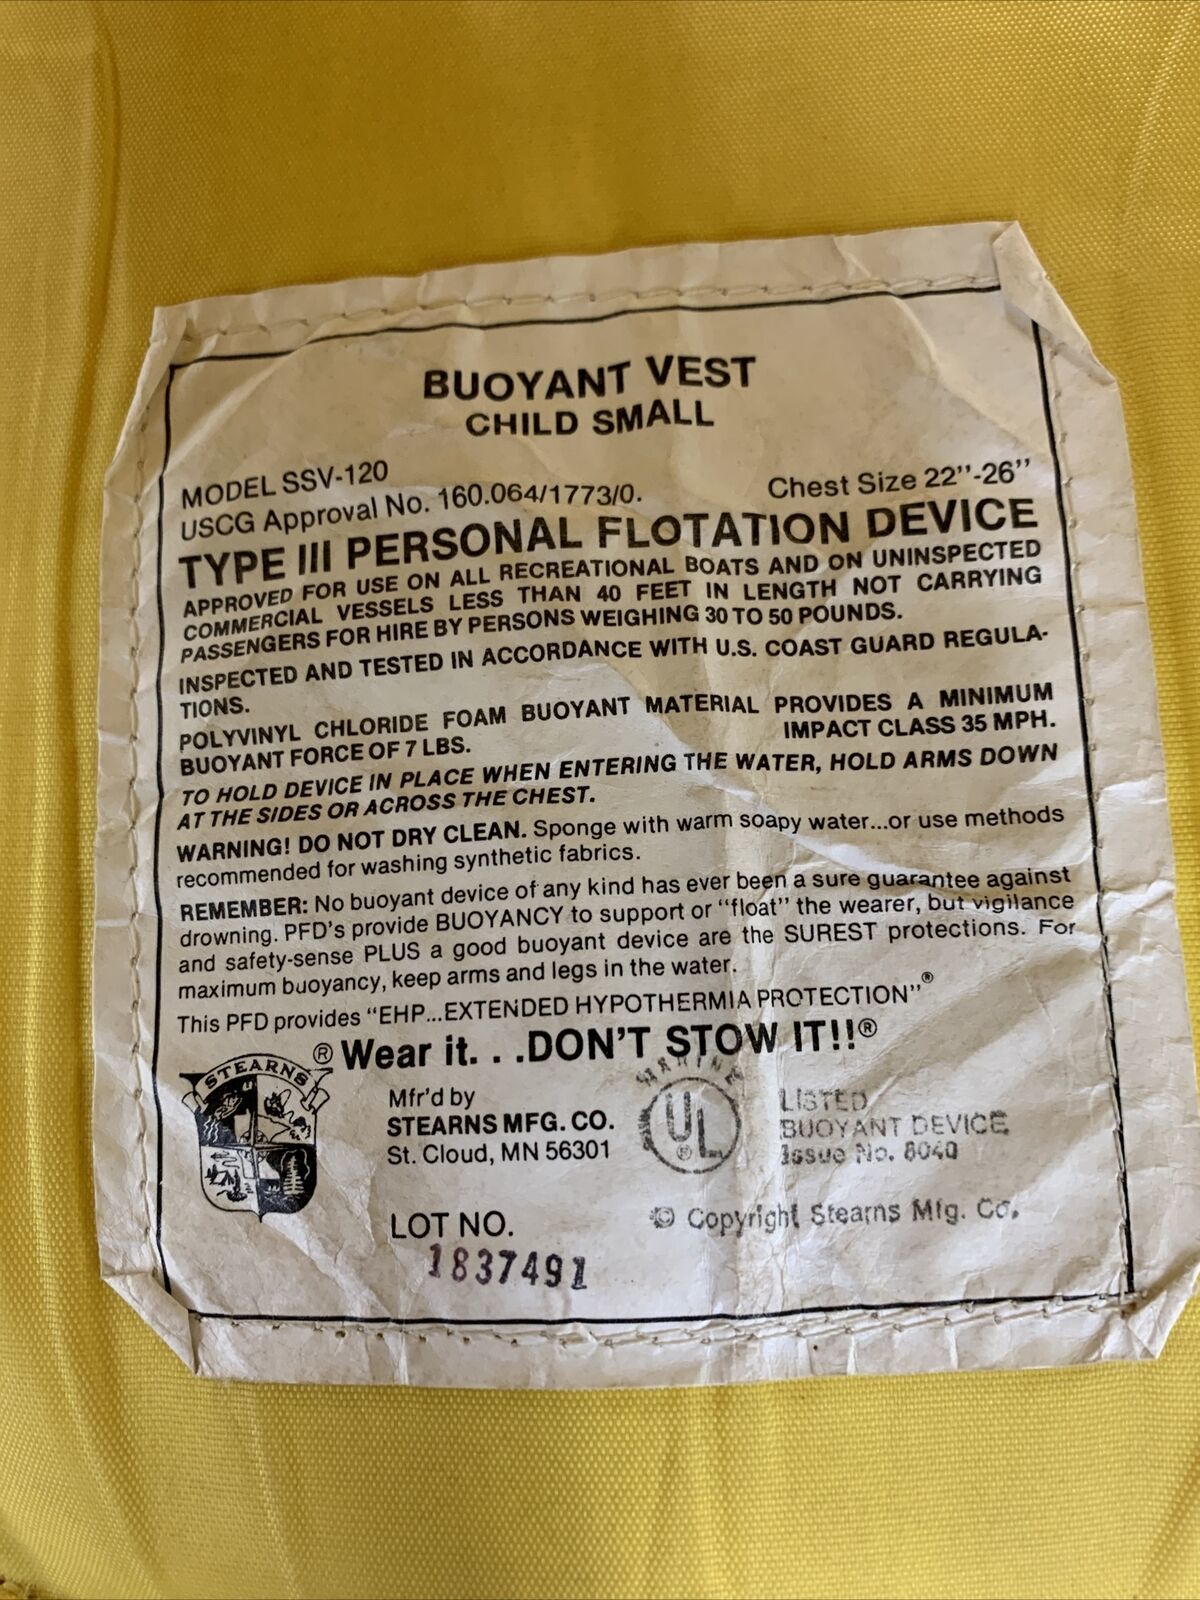 BUOYANT VEST
CHILD SMALL
MODEL SSV-120
USCG Approval No. 160.064/1773/0. Chest Size 22''-26''
TYPE III PERSONAL FLOTATION DEVICE
APPROVED FOR USE ON ALL RECREATIONAL BOATS AND ON UNINSPECTED
COMMERCIAL VESSELS LESS THAN 40 FEET IN LENGTH NOT CARRYING
PASSENGERS FOR HIRE BY PERSONS WEIGHING 30 TO 50 POUNDS.
INSPECTED AND TESTED IN ACCORDANCE WITH U.S. COAST GUARD REGULA-
TIONS.
POLYVINYL CHLORIDE FOAM BUOYANT MATERIAL PROVIDES A MINIMUM
BUOYANT FORCE OF 7 LBS. IMPACT CLASS 35 MPH.
TO HOLD DEVICE IN PLACE WHEN ENTERING THE WATER, HOLD ARMS DOWN
AT THE SIDES OR ACROSS THE CHEST.
WARNING! DO NOT DRY CLEAN. Sponge with warm soapy water...or use methods
recommended for washing synthetic fabrics.
REMEMBER: No buoyant device of any kind has ever been a sure guarantee against
drowning. PFD's provide BUOYANCY to support or "float" the wearer, but vigilance
and safety-sense PLUS a good buoyant device are the SUREST protections. For
maximum buoyancy, keep arms and legs in the water.
This PFD provides "EHP...EXTENDED HYPOTHERMIA PROTECTION"®
® Wear it. . .DON'T STOW IT!!®
STEARNS
Mfr'd by
STEARNS MFG. CO.
St. Cloud, MN 56301
MARINE
UL ®
LISTED
BUOYANT DEVICE
Issue No. 8040
© Copyright Stearns Mfg. Co.
LOT NO.
1837491